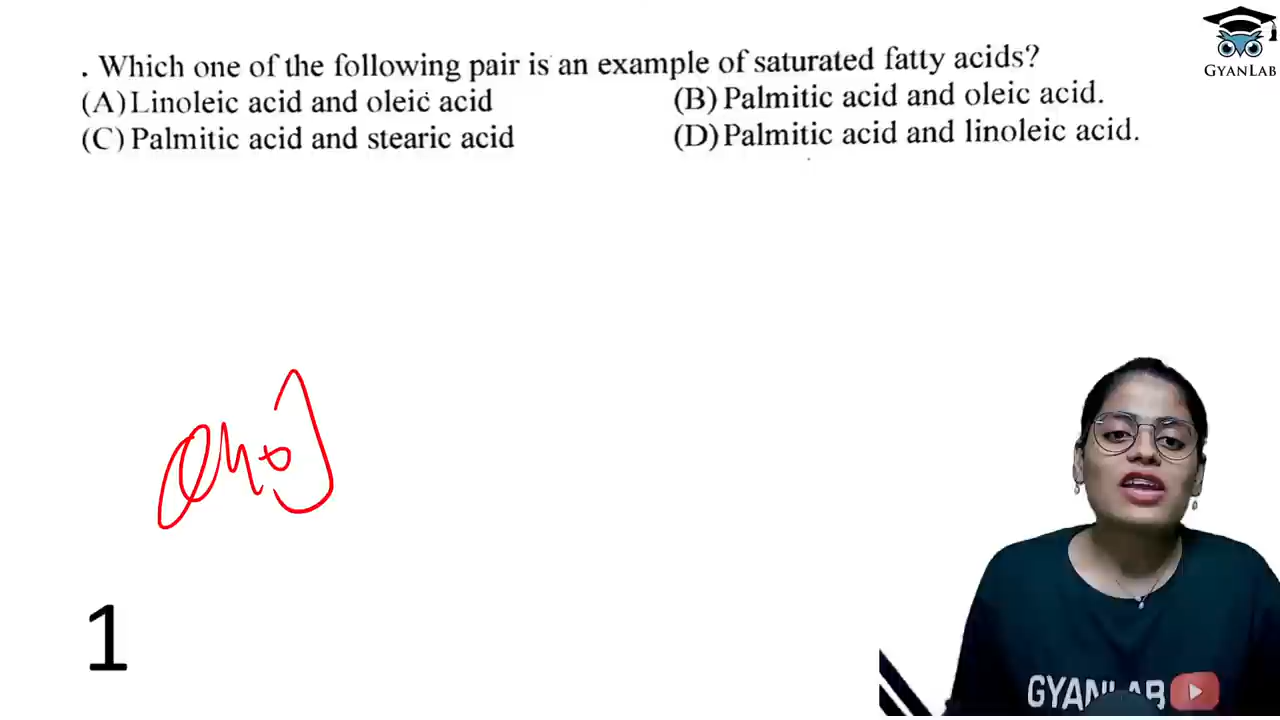 . Which one of the following pair is an example of saturated fatty acids?
(A) Linoleic acid and oleic acid
(B) Palmitic acid and oleic acid.
(C) Palmitic acid and stearic acid
(D) Palmitic acid and linoleic acid.
1
GYANLAB
GYANLAB